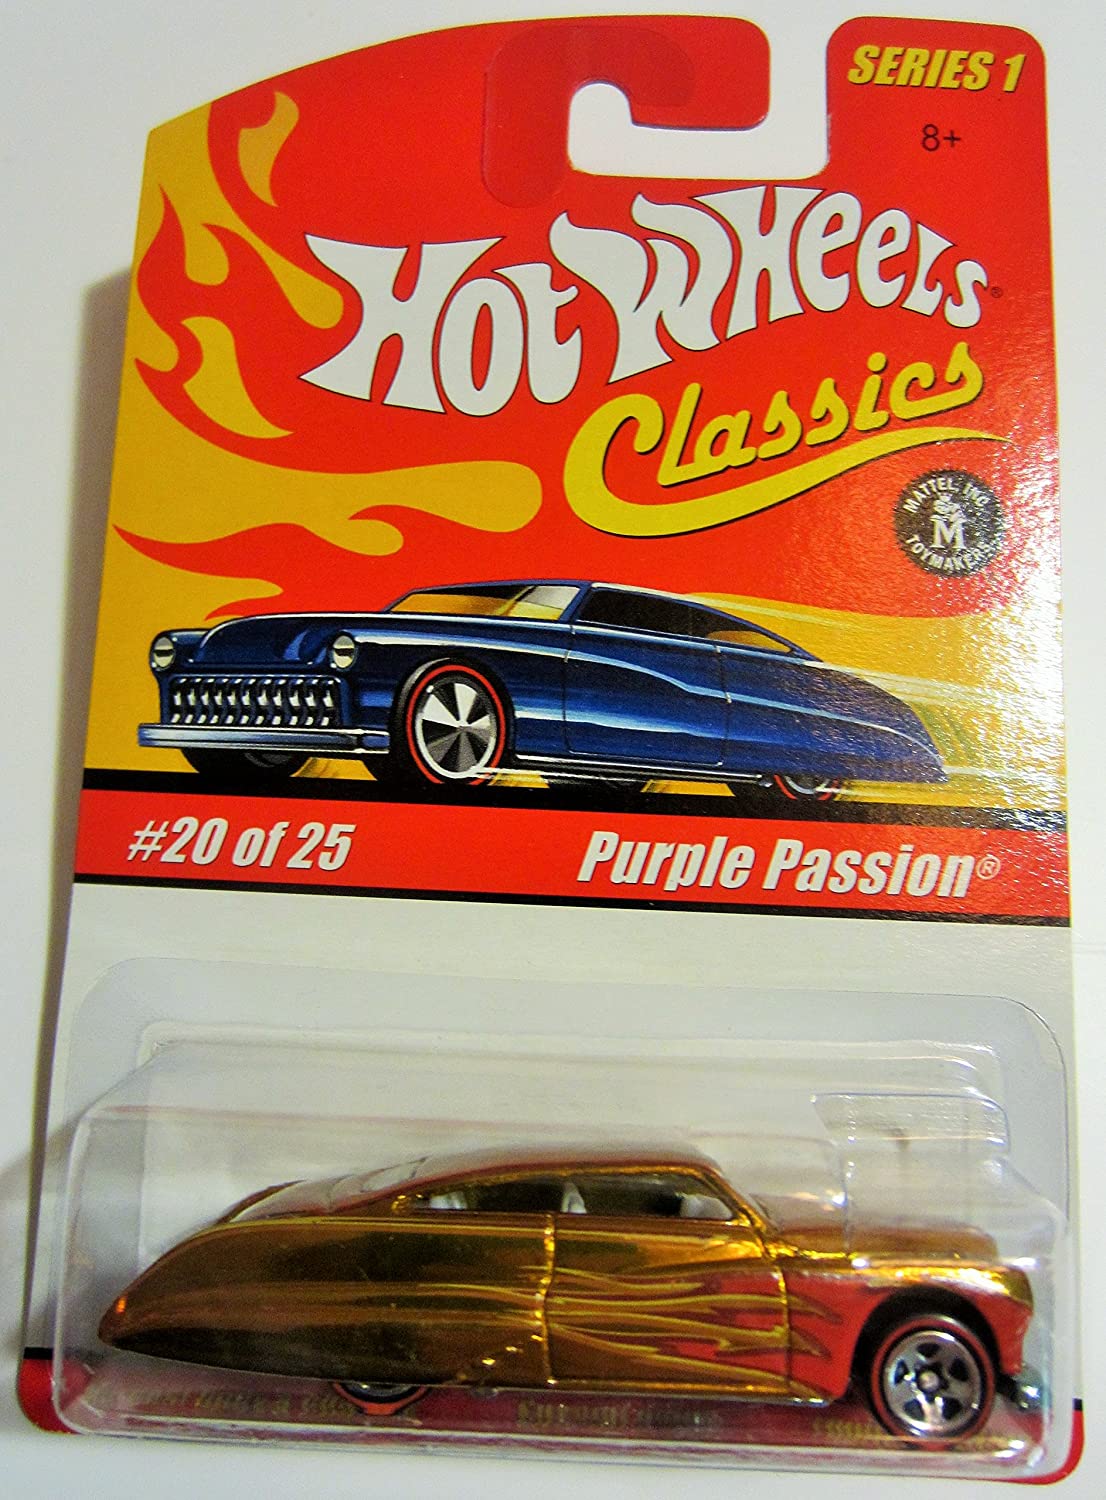 SERIES 1
8+
HOT WHEELS®
Classics
MATTEL, INC.
M
TOYMAKERS
#20 of 25
Purple Passion®